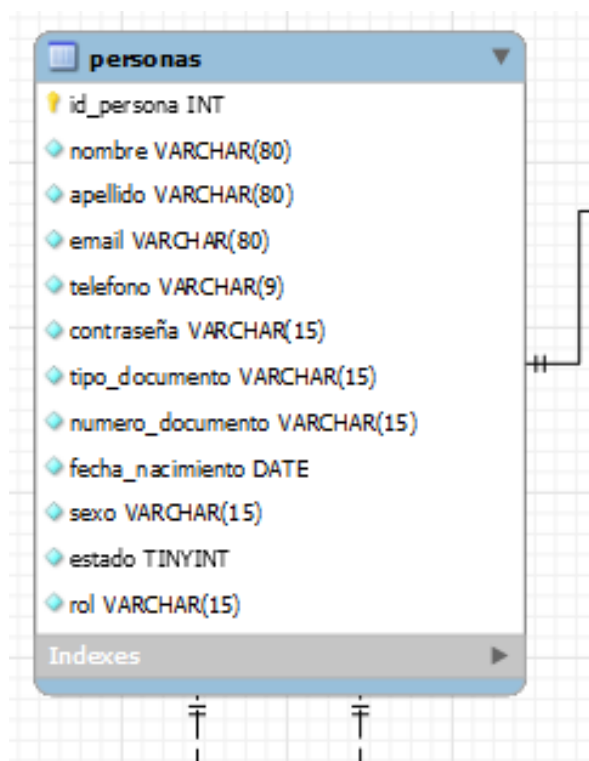 personas
id_persona INT
nombre VARCHAR(80)
apellido VARCHAR(80)
email VARCHAR(80)
telefono VARCHAR(9)
contraseña VARCHAR(15)
tipo_documento VARCHAR(15)
numero_documento VARCHAR(15)
fecha_nacimiento DATE
sexo VARCHAR(15)
estado TINYINT
rol VARCHAR(15)
Indexes